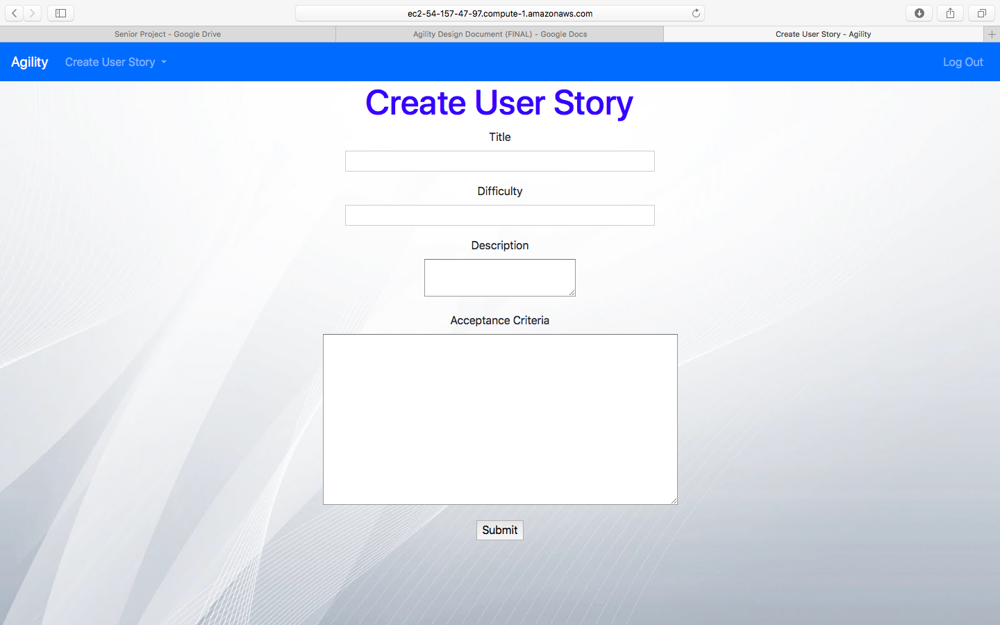 ec2-54-157-47-97.compute-1.amazonaws.com
Senior Project - Google Drive
Agility Design Document (FINAL) - Google Docs
Create User Story - Agility
Agility
Create User Story
Log Out
Create User Story
Title
Difficulty
Description
Acceptance Criteria
Submit